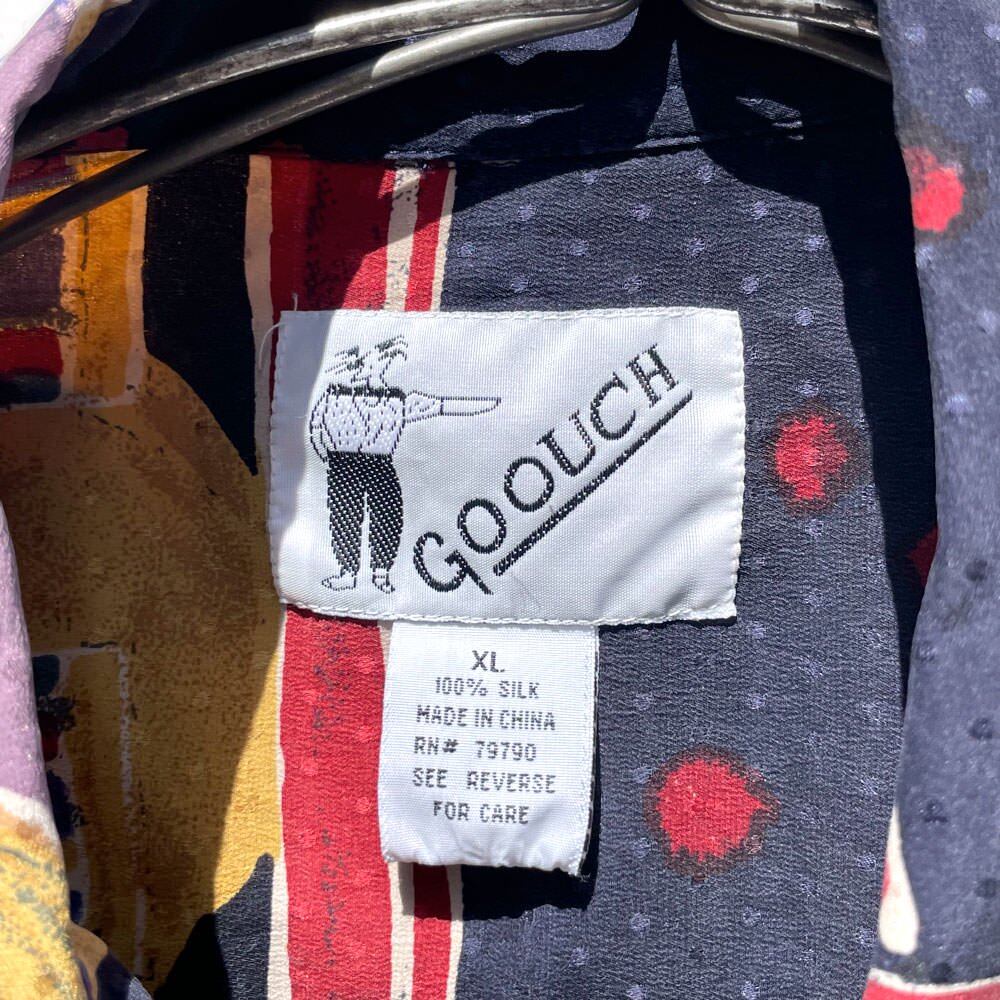 GOOUCH
XL
100% SILK
MADE IN CHINA
RN# 79790
SEE REVERSE
FOR CARE